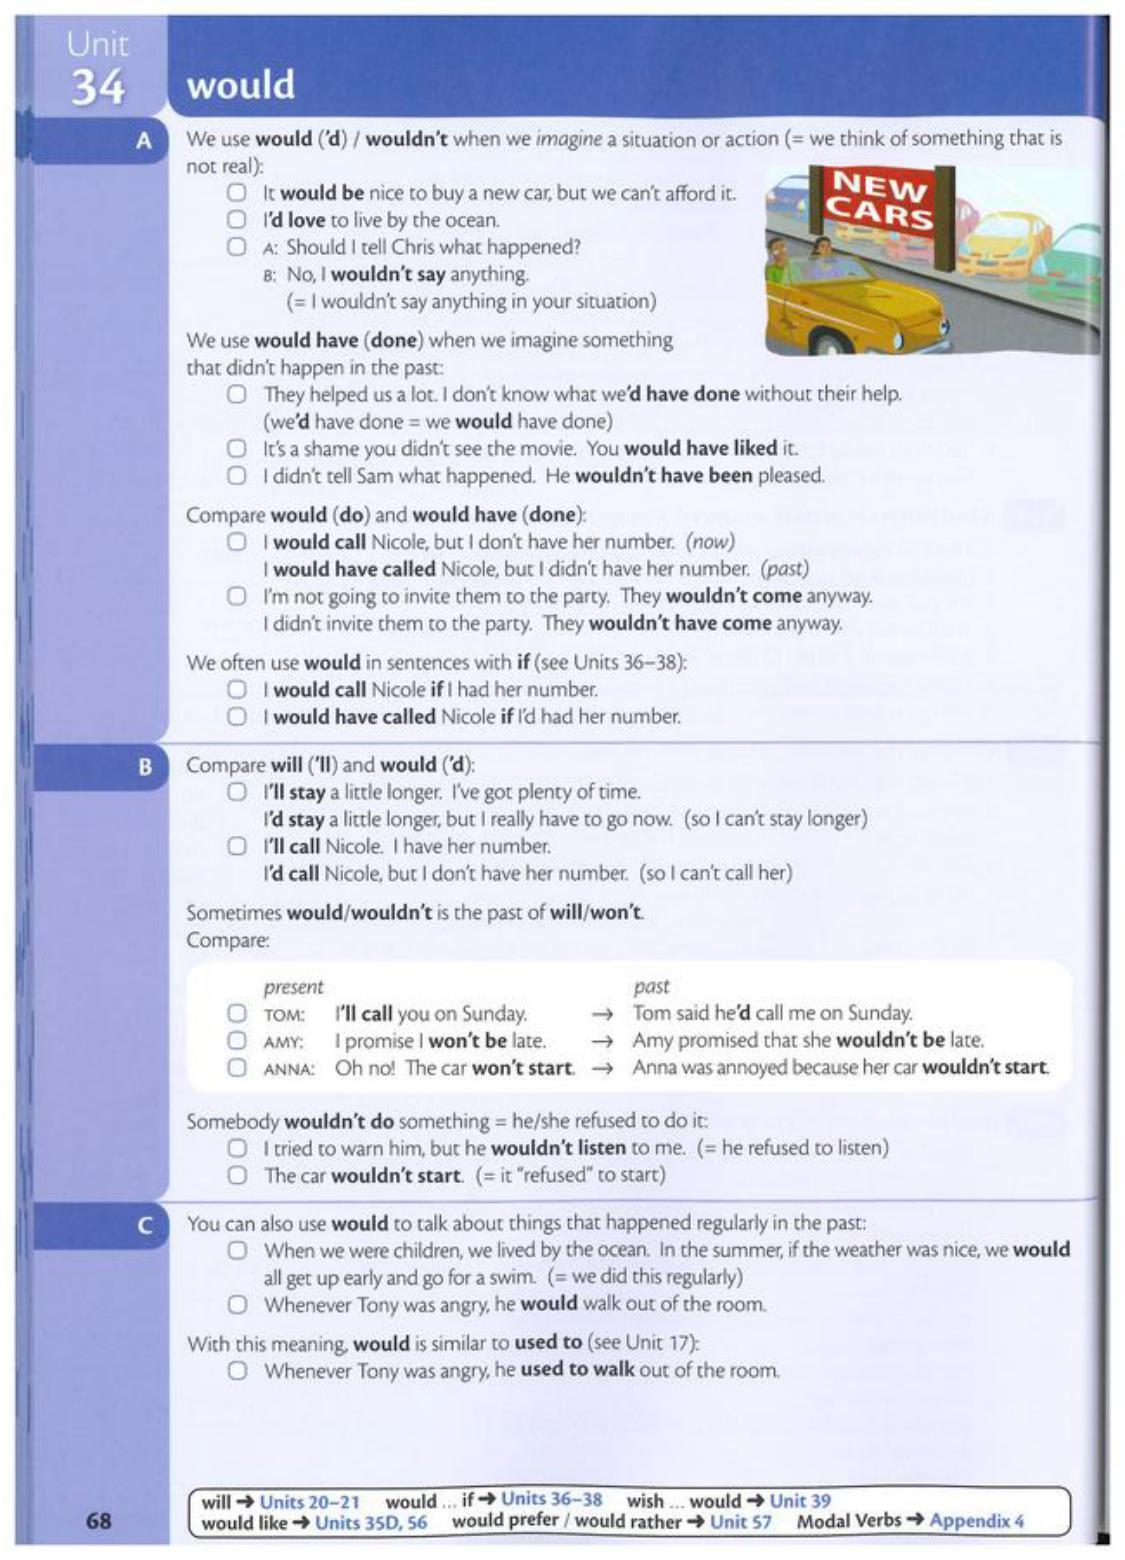 Unit
34
would
A
We use would ('d) / wouldn't when we imagine a situation or action (= we think of something that is
not real):
It would be nice to buy a new car, but we can't afford it.
I'd love to live by the ocean.
A: Should I tell Chris what happened?
B: No, I wouldn't say anything.
(= I wouldn't say anything in your situation)
NEW
CARS
We use would have (done) when we imagine something
that didn't happen in the past:
They helped us a lot. I don't know what we'd have done without their help.
(we'd have done = we would have done)
It's a shame you didn't see the movie. You would have liked it.
I didn't tell Sam what happened. He wouldn't have been pleased.
Compare would (do) and would have (done):
I would call Nicole, but I don't have her number. (now)
I would have called Nicole, but I didn't have her number. (past)
I'm not going to invite them to the party. They wouldn't come anyway.
I didn't invite them to the party. They wouldn't have come anyway.
We often use would in sentences with if (see Units 36–38):
I would call Nicole if I had her number.
I would have called Nicole if I'd had her number.
B
Compare will ('ll) and would ('d):
I'll stay a little longer. I've got plenty of time.
I'd stay a little longer, but I really have to go now. (so I can't stay longer)
I'll call Nicole. I have her number.
I'd call Nicole, but I don't have her number. (so I can't call her)
Sometimes would/wouldn't is the past of will/won't.
Compare:
present past
TOM: I'll call you on Sunday. → Tom said he'd call me on Sunday.
AMY: I promise I won't be late. → Amy promised that she wouldn't be late.
ANNA: Oh no! The car won't start. → Anna was annoyed because her car wouldn't start.
Somebody wouldn't do something = he/she refused to do it:
I tried to warn him, but he wouldn't listen to me. (= he refused to listen)
The car wouldn't start. (= it "refused" to start)
C
You can also use would to talk about things that happened regularly in the past:
When we were children, we lived by the ocean. In the summer, if the weather was nice, we would
all get up early and go for a swim. (= we did this regularly)
Whenever Tony was angry, he would walk out of the room.
With this meaning, would is similar to used to (see Unit 17):
Whenever Tony was angry, he used to walk out of the room.
68
will → Units 20–21 would ... if → Units 36–38 wish ... would → Unit 39
would like → Units 35D, 56 would prefer / would rather → Unit 57 Modal Verbs → Appendix 4